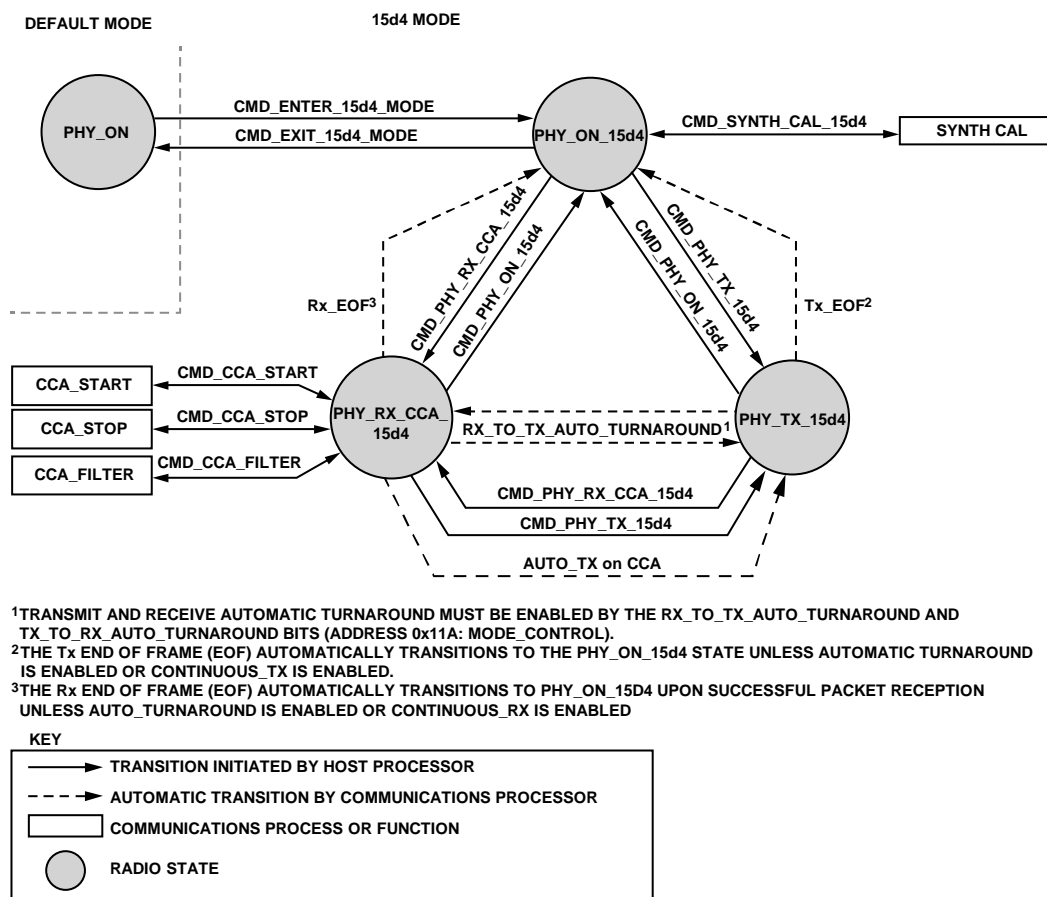 DEFAULT MODE
15d4 MODE
PHY_ON
CMD_ENTER_15d4_MODE
CMD_EXIT_15d4_MODE
PHY_ON_15d4
CMD_SYNTH_CAL_15d4
SYNTH CAL
Rx_EOF3
CMD_PHY_RX_CCA_15d4
CMD_PHY_ON_15d4
CMD_PHY_TX_15d4
CMD_PHY_ON_15d4
Tx_EOF2
CCA_START
CMD_CCA_START
CCA_STOP
CMD_CCA_STOP
CCA_FILTER
CMD_CCA_FILTER
PHY_RX_CCA_
15d4
RX_TO_TX_AUTO_TURNAROUND1
PHY_TX_15d4
CMD_PHY_RX_CCA_15d4
CMD_PHY_TX_15d4
AUTO_TX on CCA
1TRANSMIT AND RECEIVE AUTOMATIC TURNAROUND MUST BE ENABLED BY THE RX_TO_TX_AUTO_TURNAROUND AND
TX_TO_RX_AUTO_TURNAROUND BITS (ADDRESS 0x11A: MODE_CONTROL).
2THE Tx END OF FRAME (EOF) AUTOMATICALLY TRANSITIONS TO THE PHY_ON_15d4 STATE UNLESS AUTOMATIC TURNAROUND
IS ENABLED OR CONTINUOUS_TX IS ENABLED.
3THE Rx END OF FRAME (EOF) AUTOMATICALLY TRANSITIONS TO PHY_ON_15D4 UPON SUCCESSFUL PACKET RECEPTION
UNLESS AUTO_TURNAROUND IS ENABLED OR CONTINUOUS_RX IS ENABLED
KEY
TRANSITION INITIATED BY HOST PROCESSOR
AUTOMATIC TRANSITION BY COMMUNICATIONS PROCESSOR
COMMUNICATIONS PROCESS OR FUNCTION
RADIO STATE